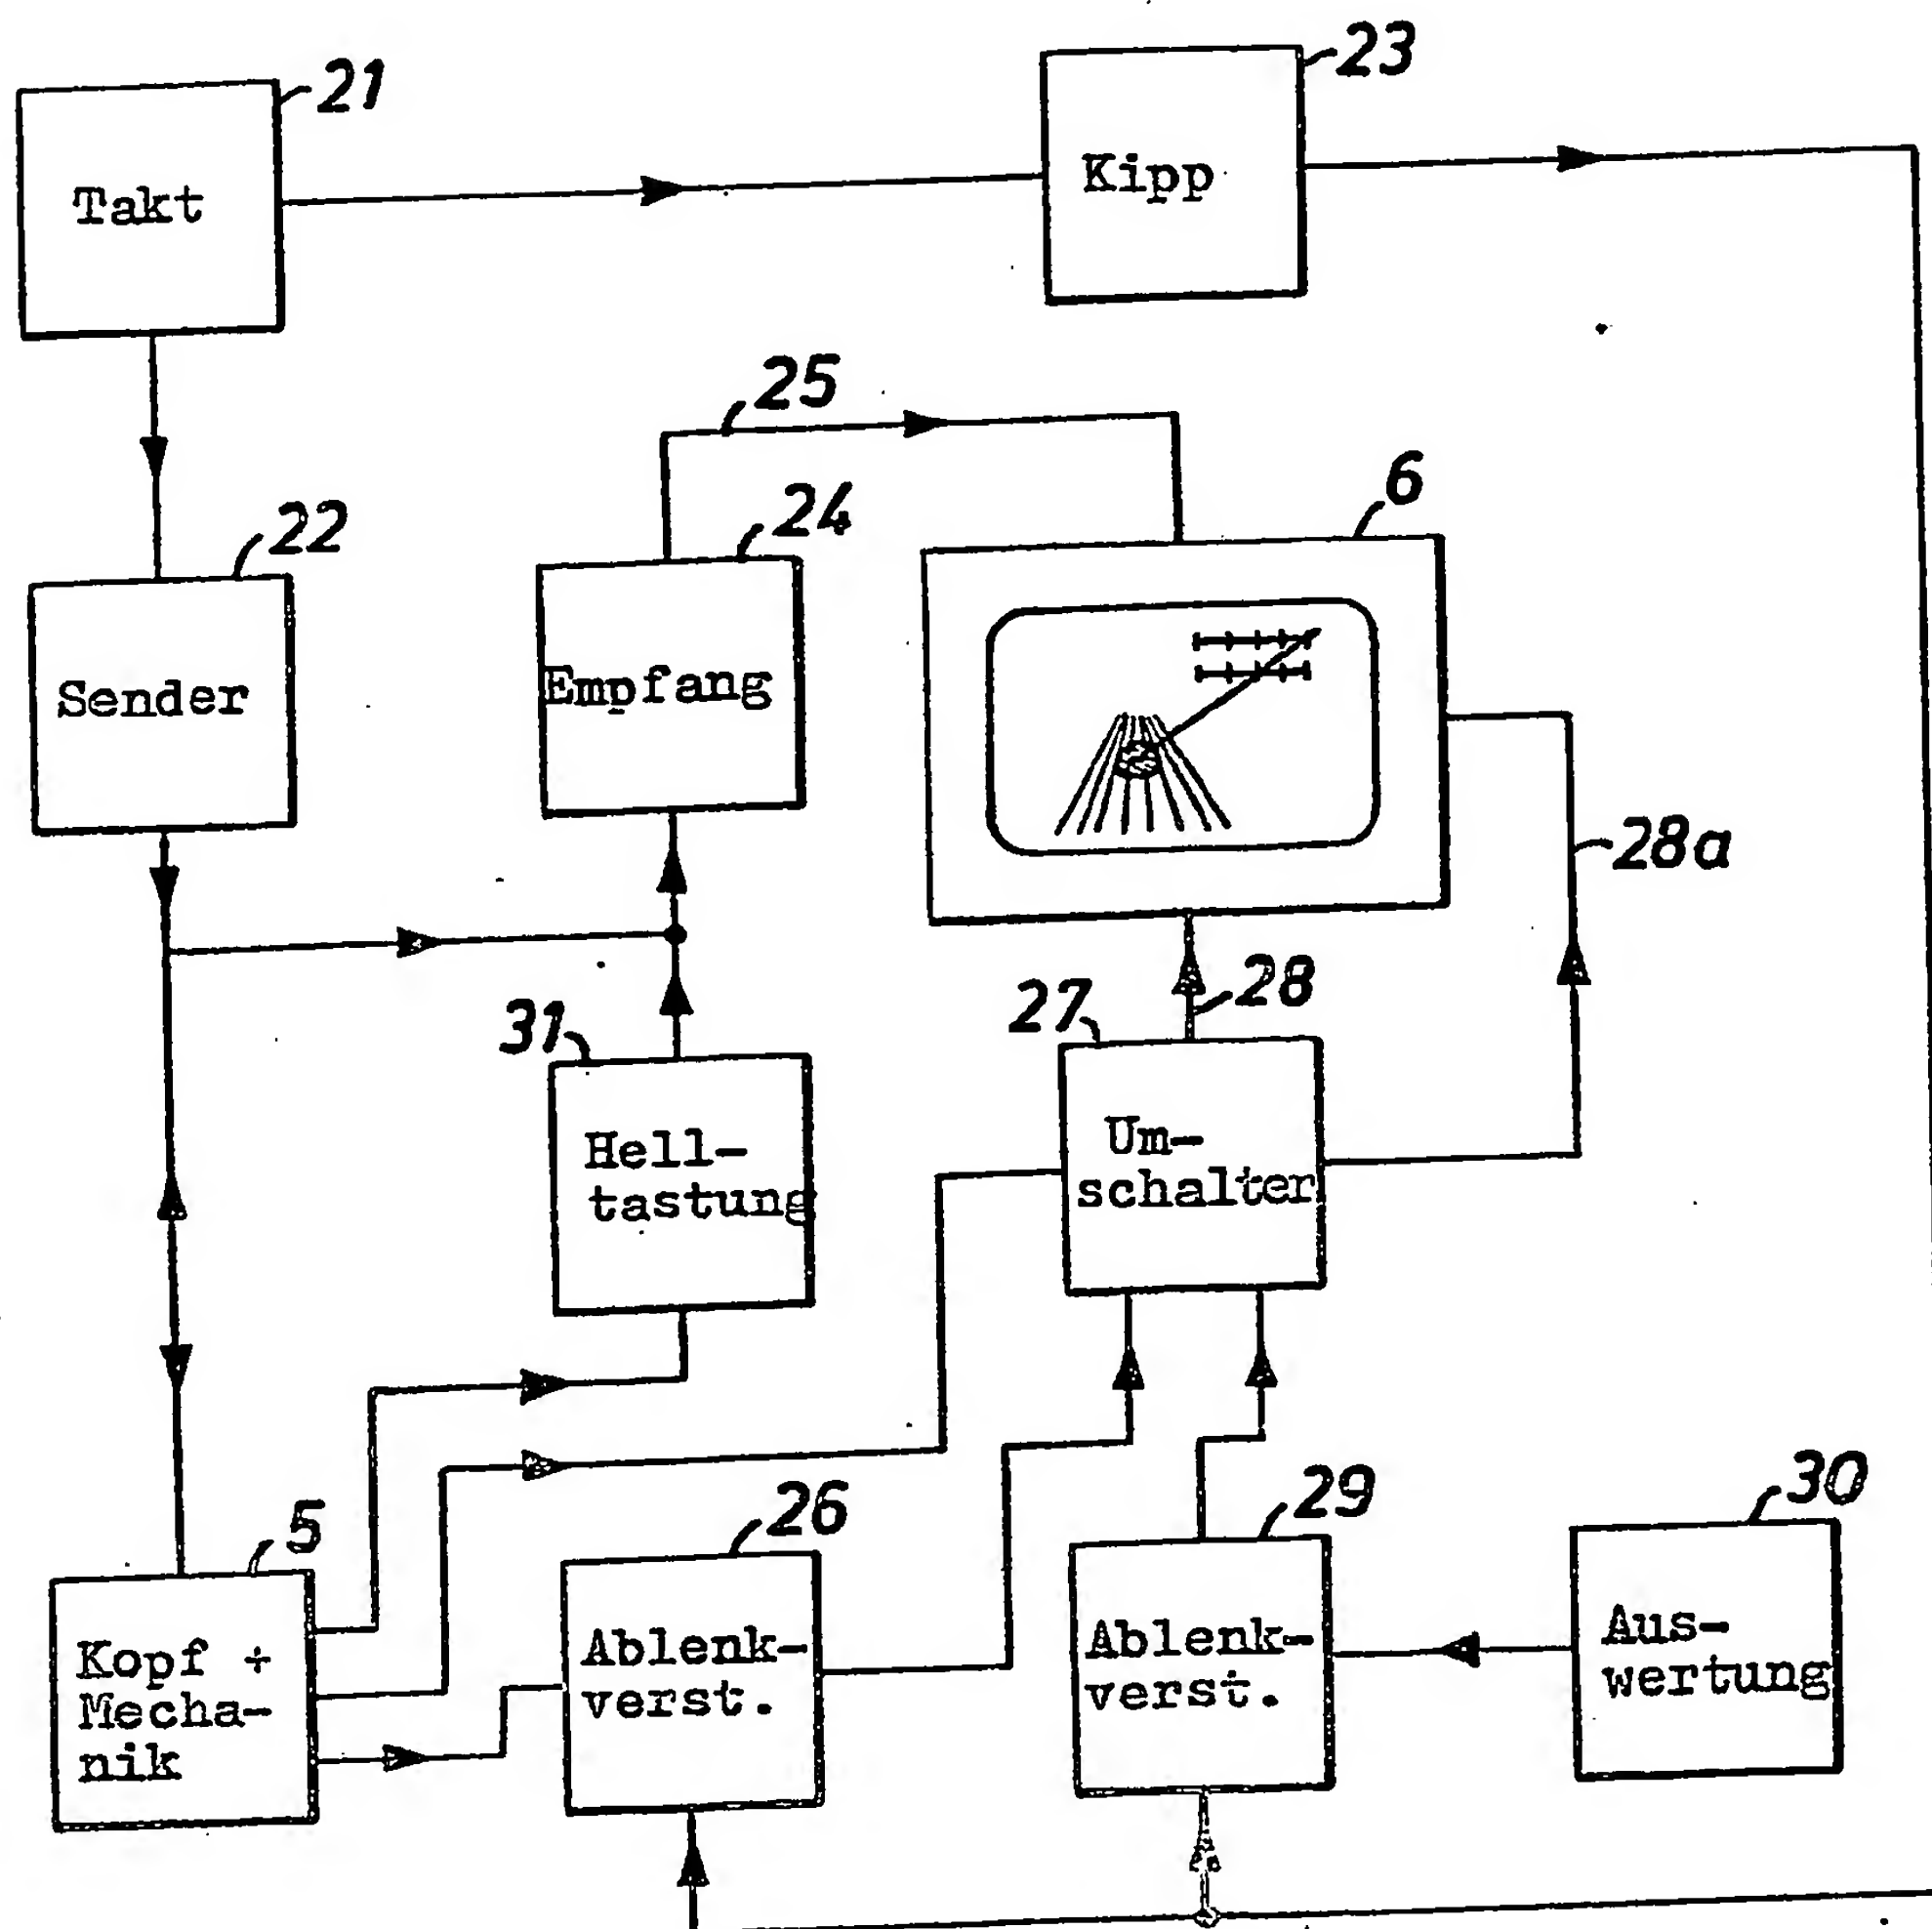 21
23
Takt
Kipp
25
6
24
22
Sender
Empfang
28a
28
27
31
Um-
schalter
Hell-
tastung
30
29
26
5
Ablenk-
verst.
Ablenk-
verst.
Aus-
wertung
Kopf +
Mecha-
nik